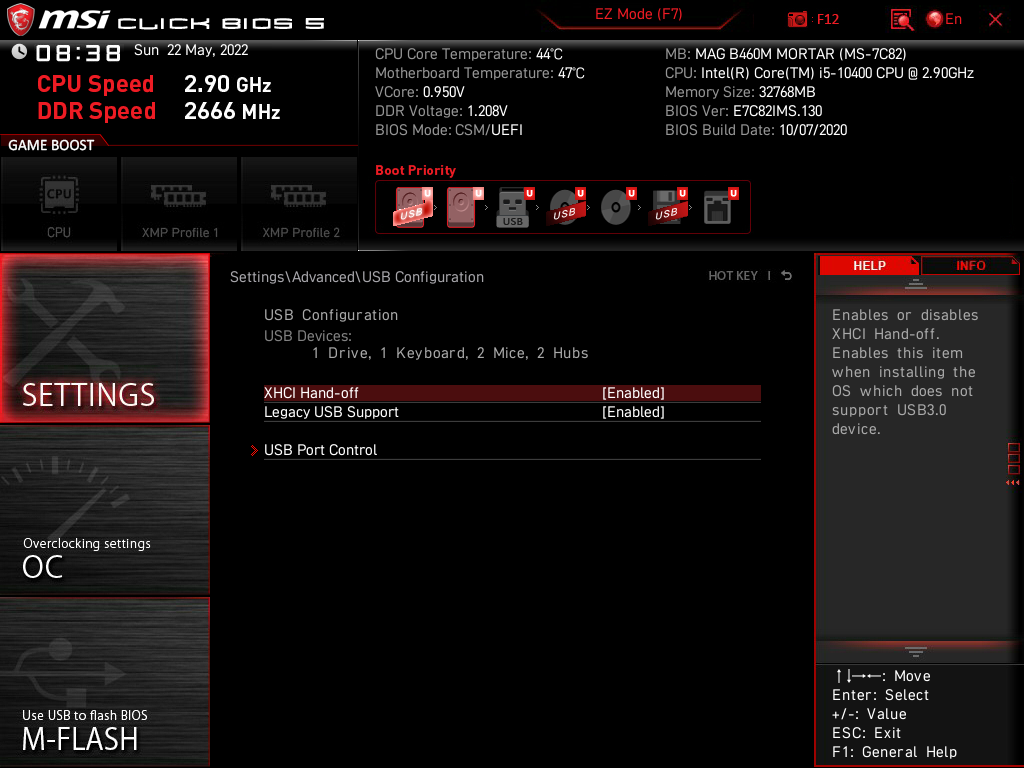 msi CLICK BIOS 5
EZ Mode (F7)
: F12
En
08:38 Sun 22 May, 2022
CPU Speed 2.90 GHz
DDR Speed 2666 MHz
CPU Core Temperature: 44°C
Motherboard Temperature: 47°C
VCore: 0.950V
DDR Voltage: 1.208V
BIOS Mode: CSM/UEFI
MB: MAG B460M MORTAR (MS-7C82)
CPU: Intel(R) Core(TM) i5-10400 CPU @ 2.90GHz
Memory Size: 32768MB
BIOS Ver: E7C82IMS.130
BIOS Build Date: 10/07/2020
GAME BOOST
CPU
CPU
XMP Profile 1
XMP Profile 2
Boot Priority
U U U U U U U
USB USB USB USB
SETTINGS
Overclocking settings
OC
Use USB to flash BIOS
M-FLASH
Settings\Advanced\USB Configuration
HOT KEY |
USB Configuration
USB Devices:
1 Drive, 1 Keyboard, 2 Mice, 2 Hubs
XHCI Hand-off [Enabled]
Legacy USB Support [Enabled]
USB Port Control
HELP
INFO
Enables or disables
XHCI Hand-off.
Enables this item
when installing the
OS which does not
support USB3.0
device.
↑↓→←: Move
Enter: Select
+/-: Value
ESC: Exit
F1: General Help